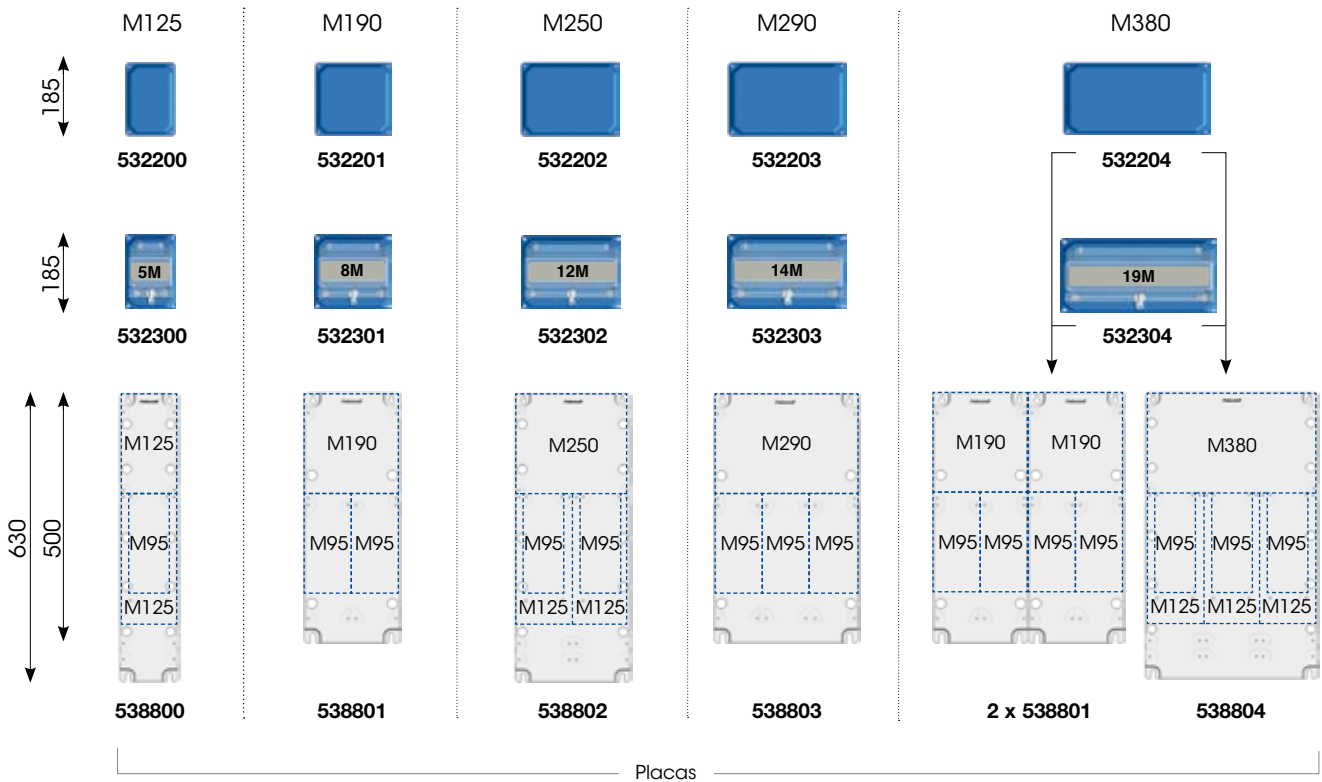 M125 M190 M250 M290 M380
185
532200 532201 532202 532203 532204
185
5M 8M 12M 14M 19M
532300 532301 532302 532303 532304
630
500
M125 M190 M250 M290 M190 M190 M380
M95 M95 M95 M95 M95 M95 M95 M95 M95 M95 M95 M95 M95 M95 M95
M125 M125 M125 M125 M125 M125
538800 538801 538802 538803 2 x 538801 538804
Placas